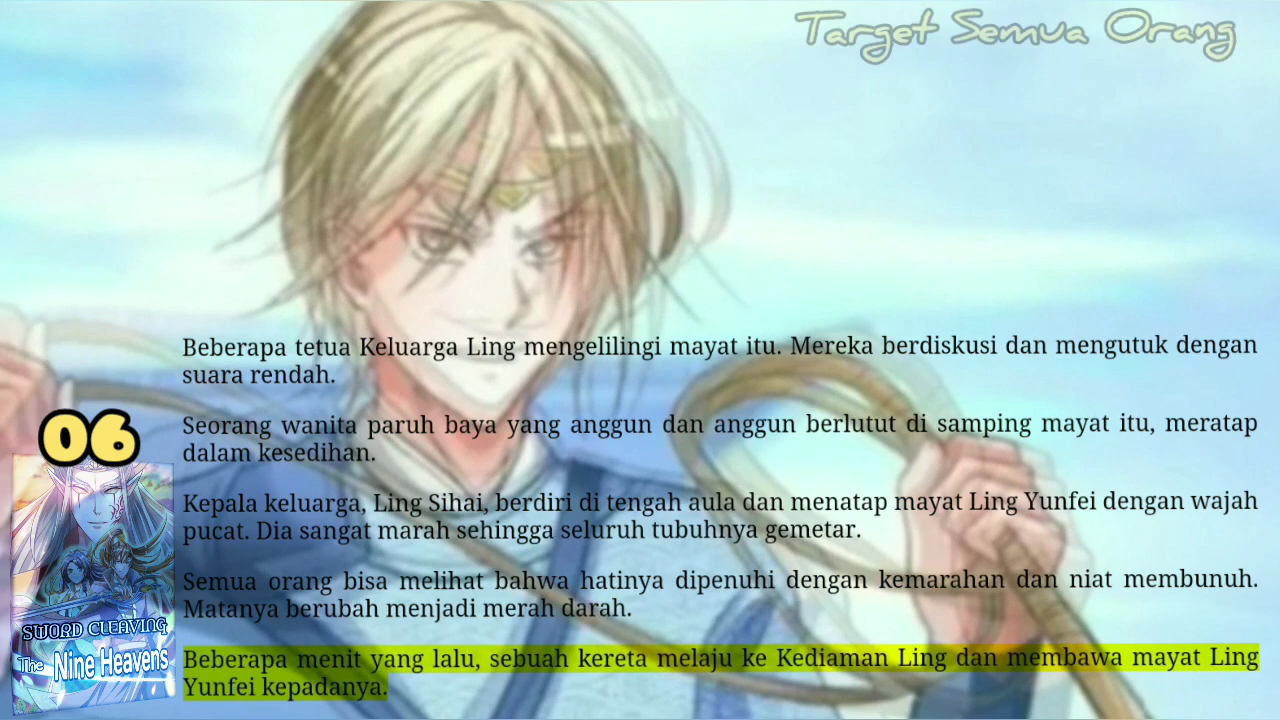 Target Semua Orang
Beberapa tetua Keluarga Ling mengelilingi mayat itu. Mereka berdiskusi dan mengutuk dengan
suara rendah.
Seorang wanita paruh baya yang anggun dan anggun berlutut di samping mayat itu, meratap
dalam kesedihan.
Kepala keluarga, Ling Sihai, berdiri di tengah aula dan menatap mayat Ling Yunfei dengan wajah
pucat. Dia sangat marah sehingga seluruh tubuhnya gemetar.
Semua orang bisa melihat bahwa hatinya dipenuhi dengan kemarahan dan niat membunuh.
Matanya berubah menjadi merah darah.
Beberapa menit yang lalu, sebuah kereta melaju ke Kediaman Ling dan membawa mayat Ling
Yunfei kepadanya.
06
SWORD CLEAVING
The Nine Heavens